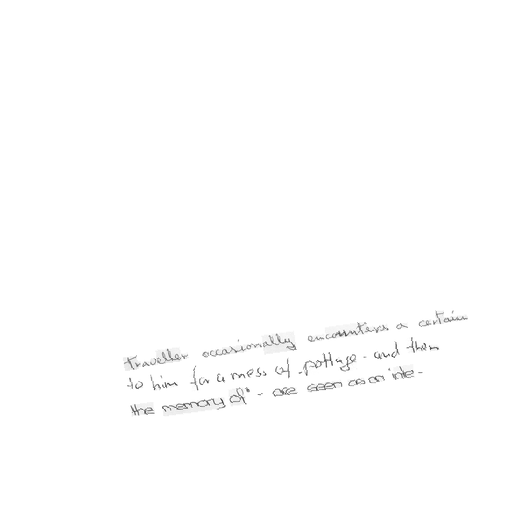 traveller occasionally encounters a certain
to him for a mess of pottage - and then
the memory of - are seen as an inte-